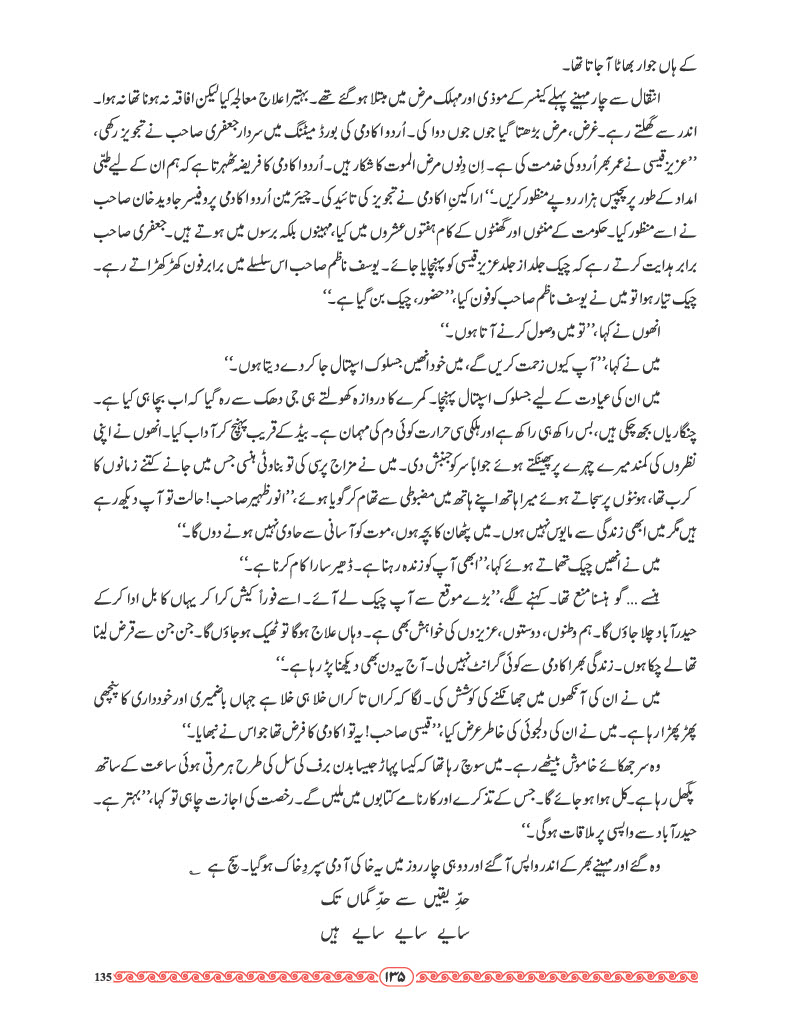 کے ہاں جوار بھاٹا آ جاتا تھا۔
انتقال سے چار مہینے پہلے کینسر کے موذی اور مہلک مرض میں مبتلا ہو گئے تھے۔ بہتیرا علاج معالجہ کیا لیکن افاقہ نہ ہونا تھا نہ ہوا۔
اندر سے گھلتے رہے۔ غرض، مرض بڑھتا گیا جوں جوں دوا کی۔ اُردو اکادمی کی بورڈ میٹنگ میں سردار جعفری صاحب نے تجویز رکھی،
”عزیز قیسی نے عمر بھر اُردو کی خدمت کی ہے۔ اِن دِنوں مرض الموت کا شکار ہیں۔ اُردو اکادمی کا فریضہ ٹھہرتا ہے کہ ہم ان کے لیے طبّی
امداد کے طور پر پچیس ہزار روپے منظور کریں۔“ اراکینِ اکادمی نے تجویز کی تائید کی۔ چیئرمین اُردو اکادمی پروفیسر جاوید خان صاحب
نے اسے منظور کیا۔ حکومت کے منٹوں اور گھنٹوں کے کام ہفتوں عشروں میں کیا، مہینوں بلکہ برسوں میں ہوتے ہیں۔ جعفری صاحب
برابر ہدایت کرتے رہے کہ چیک جلد از جلد عزیز قیسی کو پہنچایا جائے۔ یوسف ناظم صاحب اس سلسلے میں برابر فون کھڑکھڑاتے رہے۔
چیک تیار ہوا تو میں نے یوسف ناظم صاحب کو فون کیا، ”حضور، چیک بن گیا ہے۔“
انھوں نے کہا، ”تو میں وصول کرنے آتا ہوں۔“
میں نے کہا، ”آپ کیوں زحمت کریں گے، میں خود انھیں جسلوک اسپتال جا کر دے دیتا ہوں۔“
میں ان کی عیادت کے لیے جسلوک اسپتال پہنچا۔ کمرے کا دروازہ کھولتے ہی جی دھک سے رہ گیا کہ اب بچا ہی کیا ہے۔
چنگاریاں بجھ چکی ہیں، بس راکھ ہی راکھ ہے اور ہلکی سی حرارت کوئی دم کی مہمان ہے۔ بیڈ کے قریب پہنچ کر آداب کیا۔ انھوں نے اپنی
نظروں کی کمند میرے چہرے پر پھینکتے ہوئے جواباً سر کو جنبش دی۔ میں نے مزاج پرسی کی تو بناوٹی ہنسی جس میں جانے کتنے زمانوں کا
کرب تھا، ہونٹوں پر سجاتے ہوئے میرا ہاتھ اپنے ہاتھ میں مضبوطی سے تھام کر گویا ہوئے، ”انور ظہیر صاحب! حالت تو آپ دیکھ رہے
ہیں مگر میں ابھی زندگی سے مایوس نہیں ہوں۔ میں پٹھان کا بچہ ہوں، موت کو آسانی سے حاوی نہیں ہونے دوں گا۔“
میں نے انھیں چیک تھماتے ہوئے کہا، ”ابھی آپ کو زندہ رہنا ہے۔ ڈھیر سارا کام کرنا ہے۔“
ہنسے ... گو ہنسنا منع تھا۔ کہنے لگے، ”بڑے موقع سے آپ چیک لے آئے۔ اسے فوراً کیش کرا کر یہاں کا بل ادا کر کے
حیدرآباد چلا جاؤں گا۔ ہم وطنوں، دوستوں، عزیزوں کی خواہش بھی ہے۔ وہاں علاج ہوگا تو ٹھیک ہو جاؤں گا۔ جن جن سے قرض لینا
تھا لے چکا ہوں۔ زندگی بھر اکادمی سے کوئی گرانٹ نہیں لی۔ آج یہ دن بھی دیکھنا پڑ رہا ہے۔“
میں نے ان کی آنکھوں میں جھانکنے کی کوشش کی۔ لگا کہ کراں تا کراں خلا ہی خلا ہے جہاں باضمیری اور خودداری کا پنچھی
پھڑ پھڑا رہا ہے۔ میں نے ان کی دلجوئی کی خاطر عرض کیا، ”قیسی صاحب! یہ تو اکادمی کا فرض تھا جو اس نے نبھایا۔“
وہ سر جھکائے خاموش بیٹھے رہے۔ میں سوچ رہا تھا کہ کیسا پہاڑ جیسا بدن برف کی سل کی طرح ہر مرتی ہوئی ساعت کے ساتھ
پگھل رہا ہے۔ کل ہوا ہو جائے گا۔ جس کے تذکرے اور کارنامے کتابوں میں ملیں گے۔ رخصت کی اجازت چاہی تو کہا، ”بہتر ہے۔
حیدرآباد سے واپسی پر ملاقات ہوگی۔“
وہ گئے اور مہینے بھر کے اندر واپس آ گئے اور دو ہی چار روز میں یہ خاکی آدمی سپردِ خاک ہو گیا۔ سچ ہے ؎
حدِّ یقیں سے حدِّ گماں تک
سایے سایے سایے ہیں
۱۳۵ 135